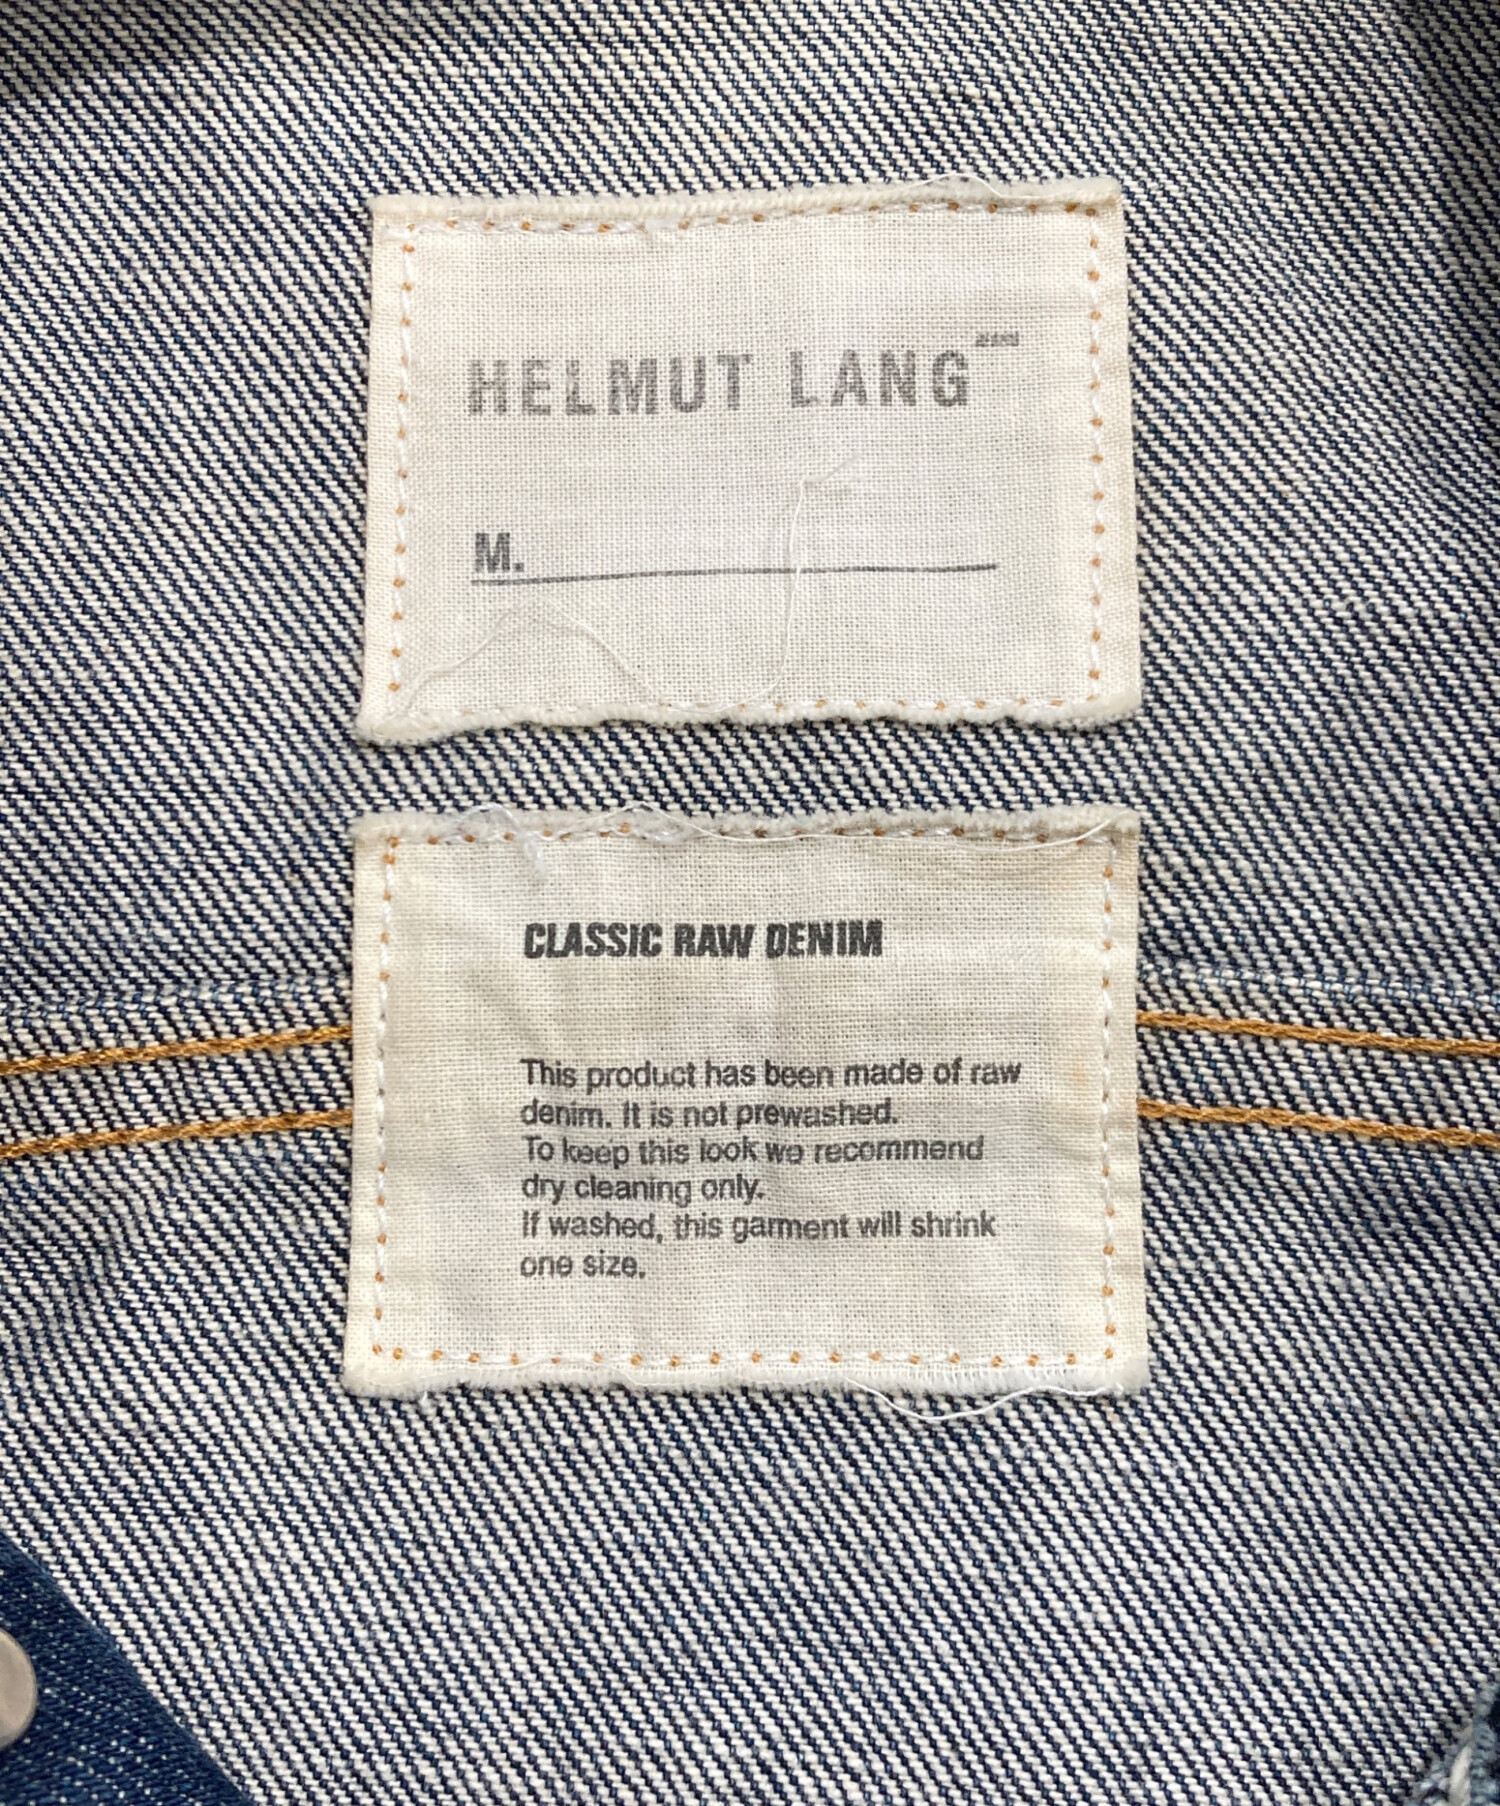 HELMUT LANG JEANS
M.
CLASSIC RAW DENIM
This product has been made of raw
denim. It is not prewashed.
To keep this look we recommend
dry cleaning only.
If washed, this garment will shrink
one size.